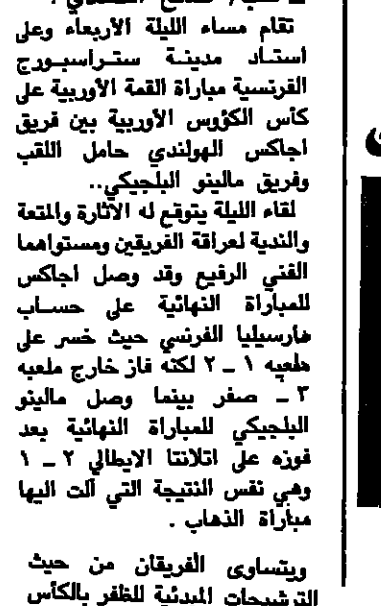 تقام مساء الليلة الأربعاء وعلى
استاد مدينة ستراسبورج
الفرنسية مباراة القمة الأوربية على
كأس الكؤوس الأوربية بين فريق
اجاكس الهولندي حامل اللقب
وفريق مالينو البلجيكي..
لقاء الليلة يتوقع له الاثارة والمتعة
والندية لعراقة الفريقين ومستواهما
الفني الرفيع وقد وصل اجاكس
للمباراة النهائية على حساب
مارسيليا الفرنسي حيث خسر على
ملعبه ١ ــ ٢ لكنه فاز خارج ملعبه
٣ ــ صفر بينما وصل مالينو
البلجيكي للمباراة النهائية بعد
فوزه على اتلانتا الايطالي ٢ ــ ١
وهي نفس النتيجة التي آلت اليها
مباراة الذهاب .
ويتساوى الفريقان من حيث
الترشيحات المبدئية للظفر بالكأس